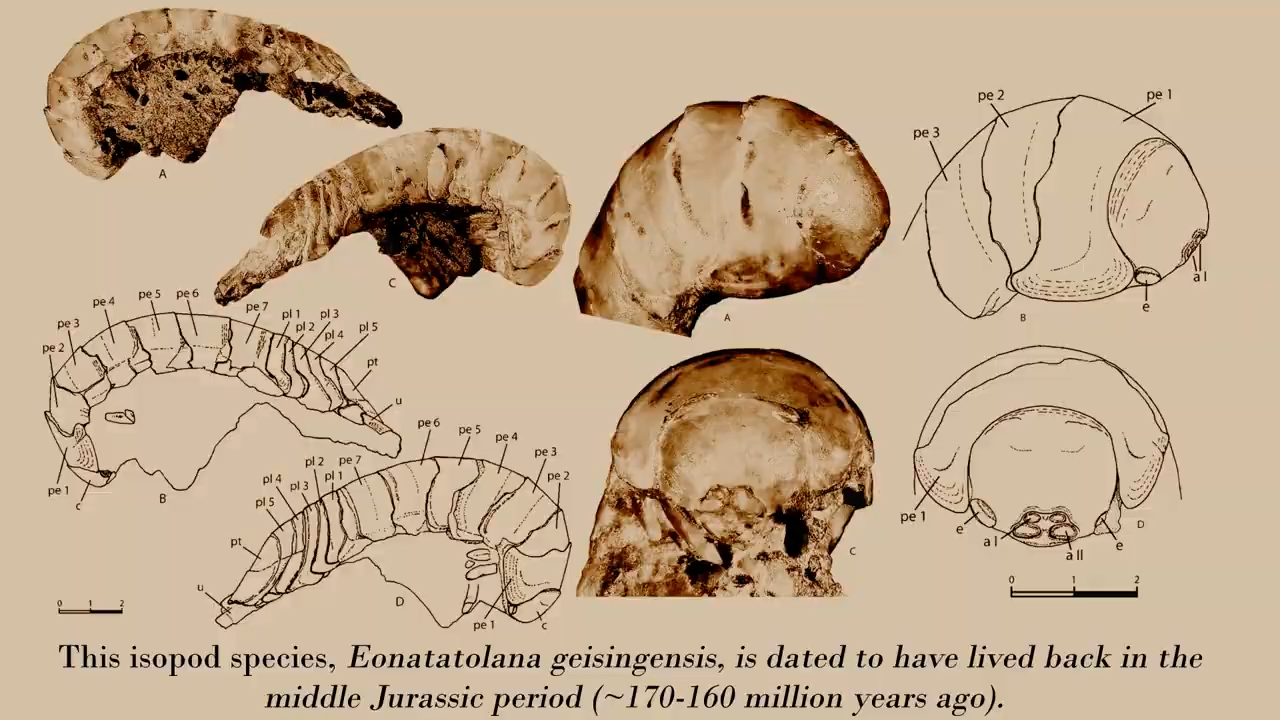 A
C
pe 4
pe 5
pe 6
pe 7
pe 3
pe 2
pl 1
pl 2
pl 3
pl 4
pl 5
pt
u
pe 1
c
B
pe 6
pe 5
pe 4
pe 3
pe 2
pe 7
pl 2
pl 1
pl 4
pl 3
pl 5
pt
u
D
pe 1
c
0 1 2
A
pe 2
pe 1
pe 3
a I
e
B
C
pe 1
e
a I
a II
e
D
0 1 2
This isopod species, Eonatatolana geisingensis, is dated to have lived back in the
middle Jurassic period (~170-160 million years ago).